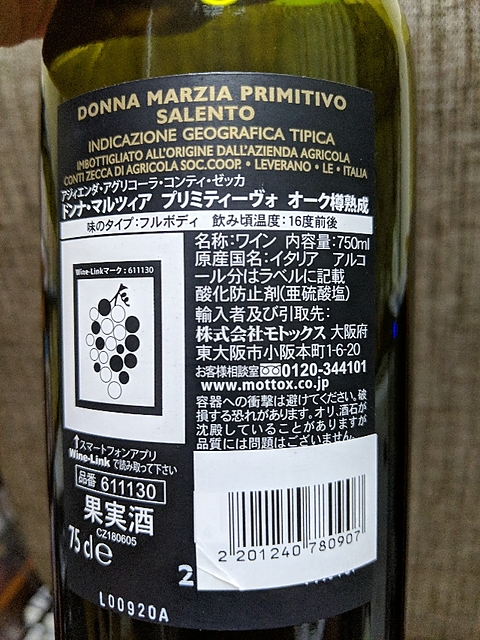 DONNA MARZIA PRIMITIVO
SALENTO
INDICAZIONE GEOGRAFICA TIPICA
IMBOTTIGLIATO ALL'ORIGINE DALL'AZIENDA AGRICOLA
CONTI ZECCA DI AGRICOLA SOC.COOP. • LEVERANO • LE • ITALIA
アジィエンダ・アグリコーラ・コンティ・ゼッカ
ドンナ・マルツィア プリミティーヴォ オーク樽熟成
味のタイプ:フルボディ 飲み頃温度:16度前後
Wine-Linkマーク:611130
名称:ワイン 内容量:750ml
原産国名:イタリア アルコ
ール分はラベルに記載
酸化防止剤(亜硫酸塩)
輸入者及び引取先:
株式会社モトックス 大阪府
東大阪市小阪本町1-6-20
お客様相談室 0120-344101
www.mottox.co.jp
容器への衝撃は避けてください。破
損する恐れがあります。オリ、酒石が
沈殿していることがありますが
品質には問題はございません。
↑スマートフォンアプリ
Wine-Linkで読み取って下さい
品番 611130
果実酒
CZ180605
75 cl e
2 201240 780907
2
L00920A